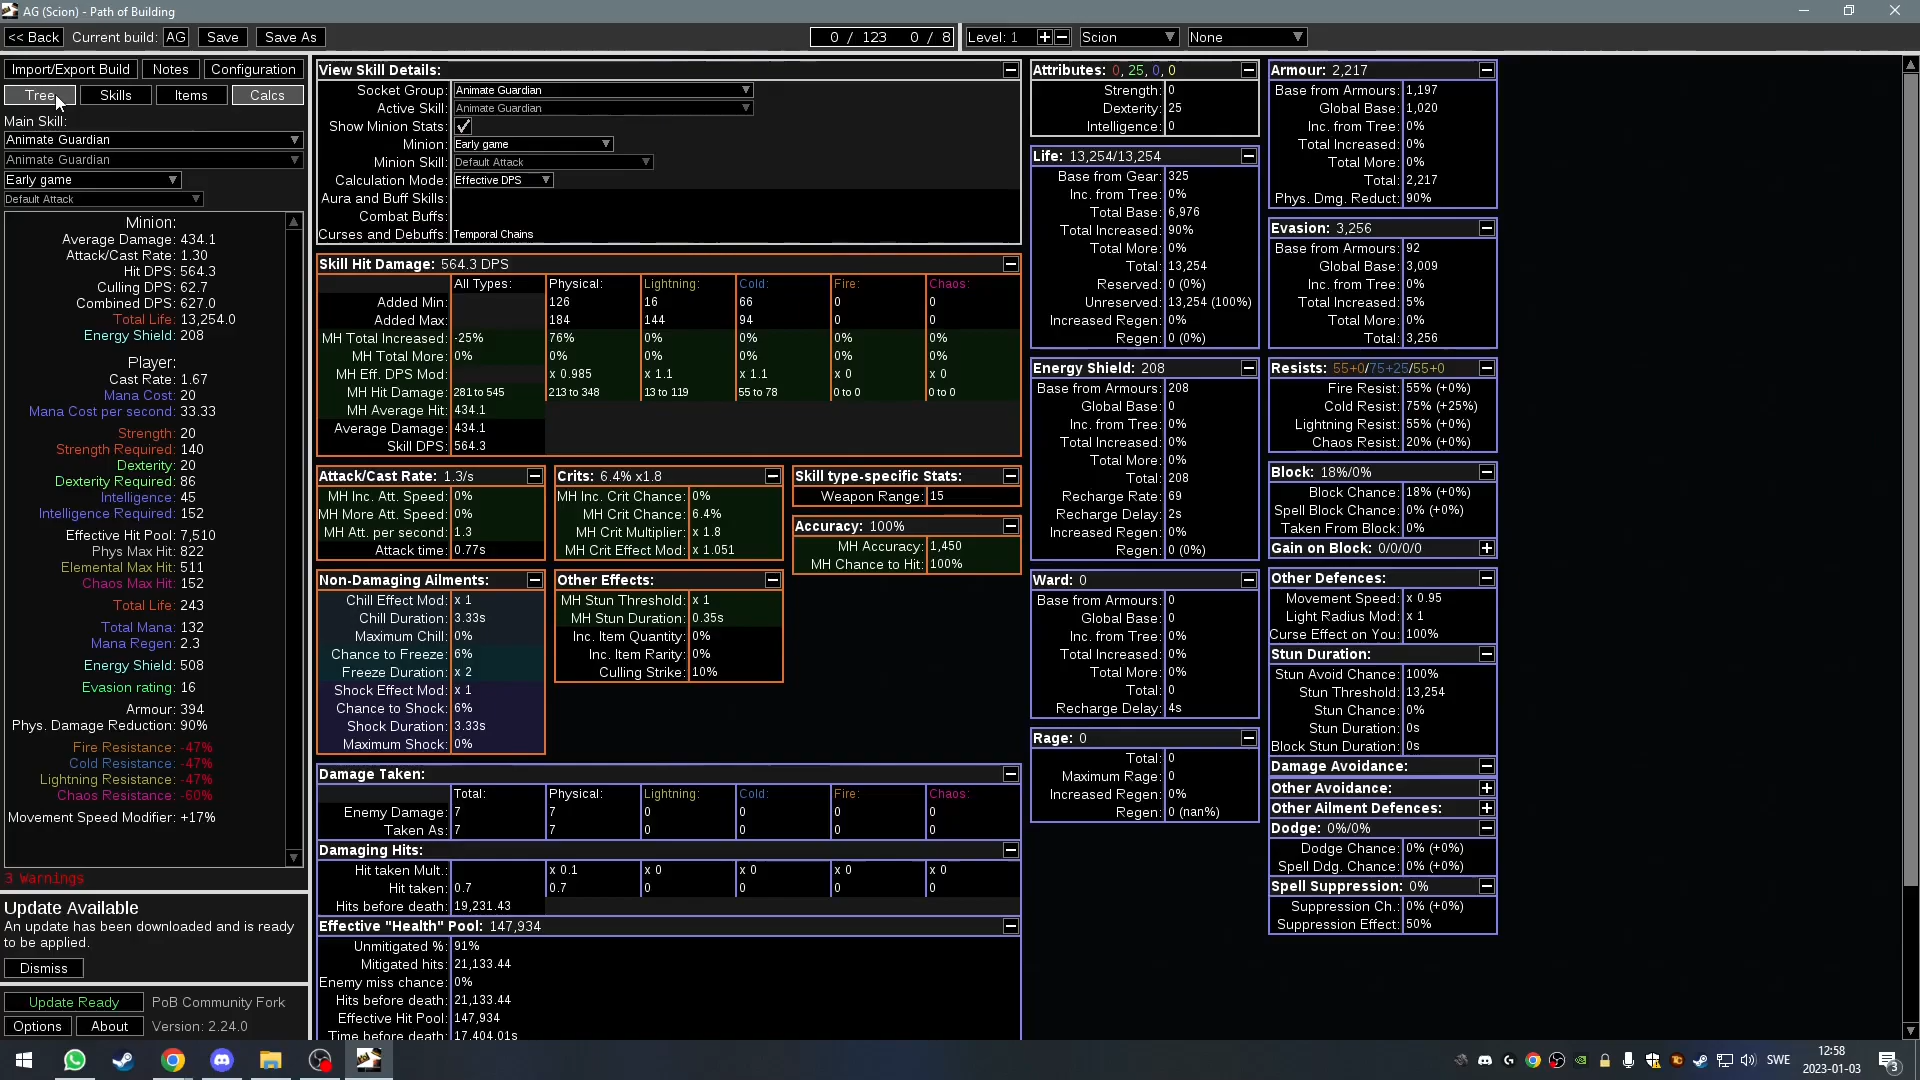 AG (Scion) - Path of Building
<< Back Current build: AG Save Save As 0 / 123 0 / 8 Level: 1 Scion None
Import/Export Build Notes Configuration
Tree Skills Items Calcs
Main Skill:
Animate Guardian
Animate Guardian
Early game
Default Attack
Minion:
Average Damage: 434.1
Attack/Cast Rate: 1.30
Hit DPS: 564.3
Culling DPS: 62.7
Combined DPS: 627.0
Total Life: 13,254.0
Energy Shield: 208
Player:
Cast Rate: 1.67
Mana Cost: 20
Mana Cost per second: 33.33
Strength: 20
Strength Required: 140
Dexterity: 20
Dexterity Required: 86
Intelligence: 45
Intelligence Required: 152
Effective Hit Pool: 7,510
Phys Max Hit: 822
Elemental Max Hit: 511
Chaos Max Hit: 152
Total Life: 243
Total Mana: 132
Mana Regen: 2.3
Energy Shield: 508
Evasion rating: 16
Armour: 394
Phys. Damage Reduction: 90%
Fire Resistance: -47%
Cold Resistance: -47%
Lightning Resistance: -47%
Chaos Resistance: -60%
Movement Speed Modifier: +17%
3 Warnings
Update Available
An update has been downloaded and is ready
to be applied.
Dismiss
Update Ready PoB Community Fork
Options About Version: 2.24.0
View Skill Details:
Socket Group: Animate Guardian
Active Skill: Animate Guardian
Show Minion Stats:
Minion: Early game
Minion Skill: Default Attack
Calculation Mode: Effective DPS
Aura and Buff Skills:
Combat Buffs:
Curses and Debuffs: Temporal Chains
Skill Hit Damage: 564.3 DPS
All Types: Physical: Lightning: Cold: Fire: Chaos:
Added Min: 126 16 66 0 0
Added Max: 184 144 94 0 0
MH Total Increased: -25% 76% 0% 0% 0% 0%
MH Total More: 0% 0% 0% 0% 0% 0%
MH Eff. DPS Mod: x 0.985 x 1.1 x 1.1 x 0 x 0
MH Hit Damage: 281 to 545 213 to 348 13 to 119 55 to 78 0 to 0 0 to 0
MH Average Hit: 434.1
Average Damage: 434.1
Skill DPS: 564.3
Attack/Cast Rate: 1.3/s
MH Inc. Att. Speed: 0%
MH More Att. Speed: 0%
MH Att. per second: 1.3
Attack time: 0.77s
Crits: 6.4% x1.8
MH Inc. Crit Chance: 0%
MH Crit Chance: 6.4%
MH Crit Multiplier: x 1.8
MH Crit Effect Mod: x 1.051
Skill type-specific Stats:
Weapon Range: 15
Accuracy: 100%
MH Accuracy: 1,450
MH Chance to Hit: 100%
Non-Damaging Ailments:
Chill Effect Mod: x 1
Chill Duration: 3.33s
Maximum Chill: 0%
Chance to Freeze: 6%
Freeze Duration: x 2
Shock Effect Mod: x 1
Chance to Shock: 6%
Shock Duration: 3.33s
Maximum Shock: 0%
Other Effects:
MH Stun Threshold: x 1
MH Stun Duration: 0.35s
Inc. Item Quantity: 0%
Inc. Item Rarity: 0%
Culling Strike: 10%
Damage Taken:
Total: Physical: Lightning: Cold: Fire: Chaos:
Enemy Damage: 7 7 0 0 0 0
Taken As: 7 7 0 0 0 0
Damaging Hits:
Hit taken Mult.: x 0.1 x 0 x 0 x 0 x 0
Hit taken: 0.7 0.7 0 0 0 0
Hits before death: 19,231.43
Effective "Health" Pool: 147,934
Unmitigated %: 91%
Mitigated hits: 21,133.44
Enemy miss chance: 0%
Hits before death: 21,133.44
Effective Hit Pool: 147,934
Time before death: 17,404.01s
Attributes: 0, 25, 0, 0
Strength: 0
Dexterity: 25
Intelligence: 0
Life: 13,254/13,254
Base from Gear: 325
Inc. from Tree: 0%
Total Base: 6,976
Total Increased: 90%
Total More: 0%
Total: 13,254
Reserved: 0 (0%)
Unreserved: 13,254 (100%)
Increased Regen: 0%
Regen: 0 (0%)
Energy Shield: 208
Base from Armours: 208
Global Base: 0
Inc. from Tree: 0%
Total Increased: 0%
Total More: 0%
Total: 208
Recharge Rate: 69
Recharge Delay: 2s
Increased Regen: 0%
Regen: 0 (0%)
Ward: 0
Base from Armours: 0
Global Base: 0
Inc. from Tree: 0%
Total Increased: 0%
Total More: 0%
Total: 0
Recharge Delay: 4s
Rage: 0
Total: 0
Maximum Rage: 0
Increased Regen: 0%
Regen: 0 (nan%)
Armour: 2,217
Base from Armours: 1,197
Global Base: 1,020
Inc. from Tree: 0%
Total Increased: 0%
Total More: 0%
Total: 2,217
Phys. Dmg. Reduct: 90%
Evasion: 3,256
Base from Armours: 92
Global Base: 3,009
Inc. from Tree: 0%
Total Increased: 5%
Total More: 0%
Total: 3,256
Resists: 55+0/75+25/55+0
Fire Resist: 55% (+0%)
Cold Resist: 75% (+25%)
Lightning Resist: 55% (+0%)
Chaos Resist: 20% (+0%)
Block: 18%/0%
Block Chance: 18% (+0%)
Spell Block Chance: 0% (+0%)
Taken From Block: 0%
Gain on Block: 0/0/0/0
Other Defences:
Movement Speed: x 0.95
Light Radius Mod: x 1
Curse Effect on You: 100%
Stun Duration:
Stun Avoid Chance: 100%
Stun Threshold: 13,254
Stun Chance: 0%
Stun Duration: 0s
Block Stun Duration: 0s
Damage Avoidance:
Other Avoidance:
Other Ailment Defences:
Dodge: 0%/0%
Dodge Chance: 0% (+0%)
Spell Ddg. Chance: 0% (+0%)
Spell Suppression: 0%
Suppression Ch.: 0% (+0%)
Suppression Effect: 50%
SWE 12:58
2023-01-03
3